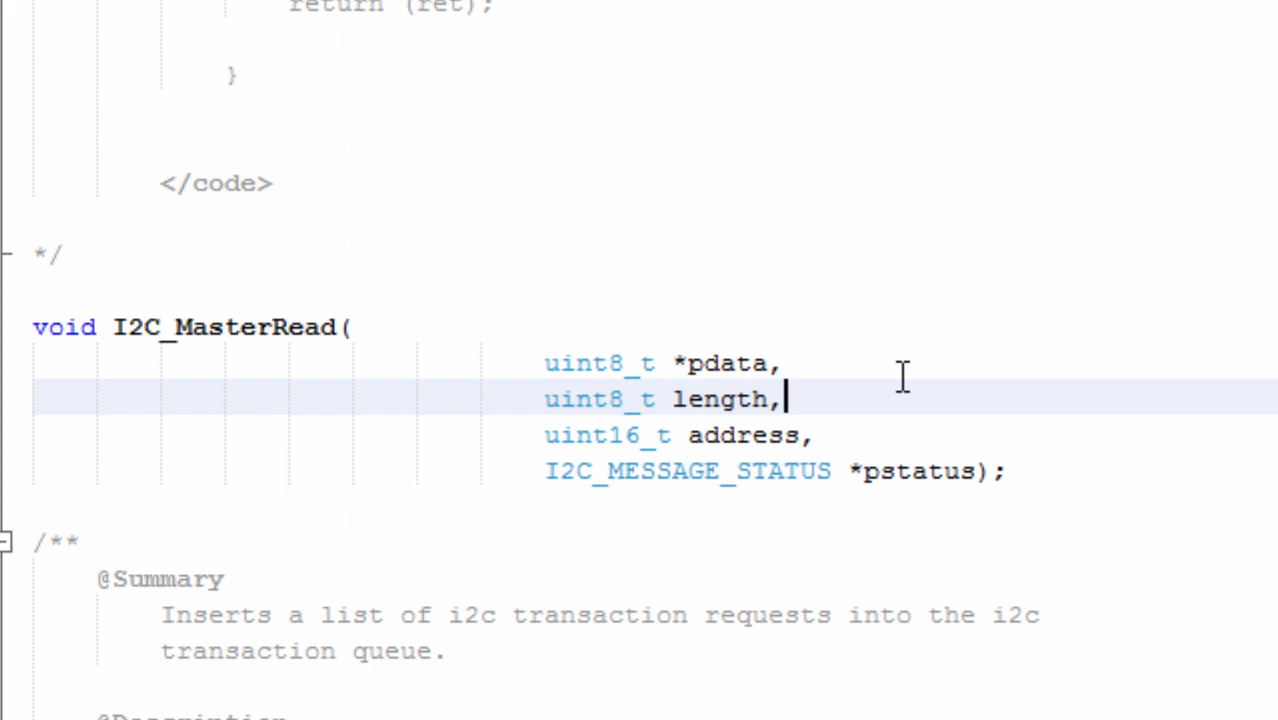 return (ret);
}
</code>
*/
void I2C_MasterRead(
uint8_t *pdata,
uint8_t length,
uint16_t address,
I2C_MESSAGE_STATUS *pstatus);
/**
@Summary
Inserts a list of i2c transaction requests into the i2c
transaction queue.
@Description